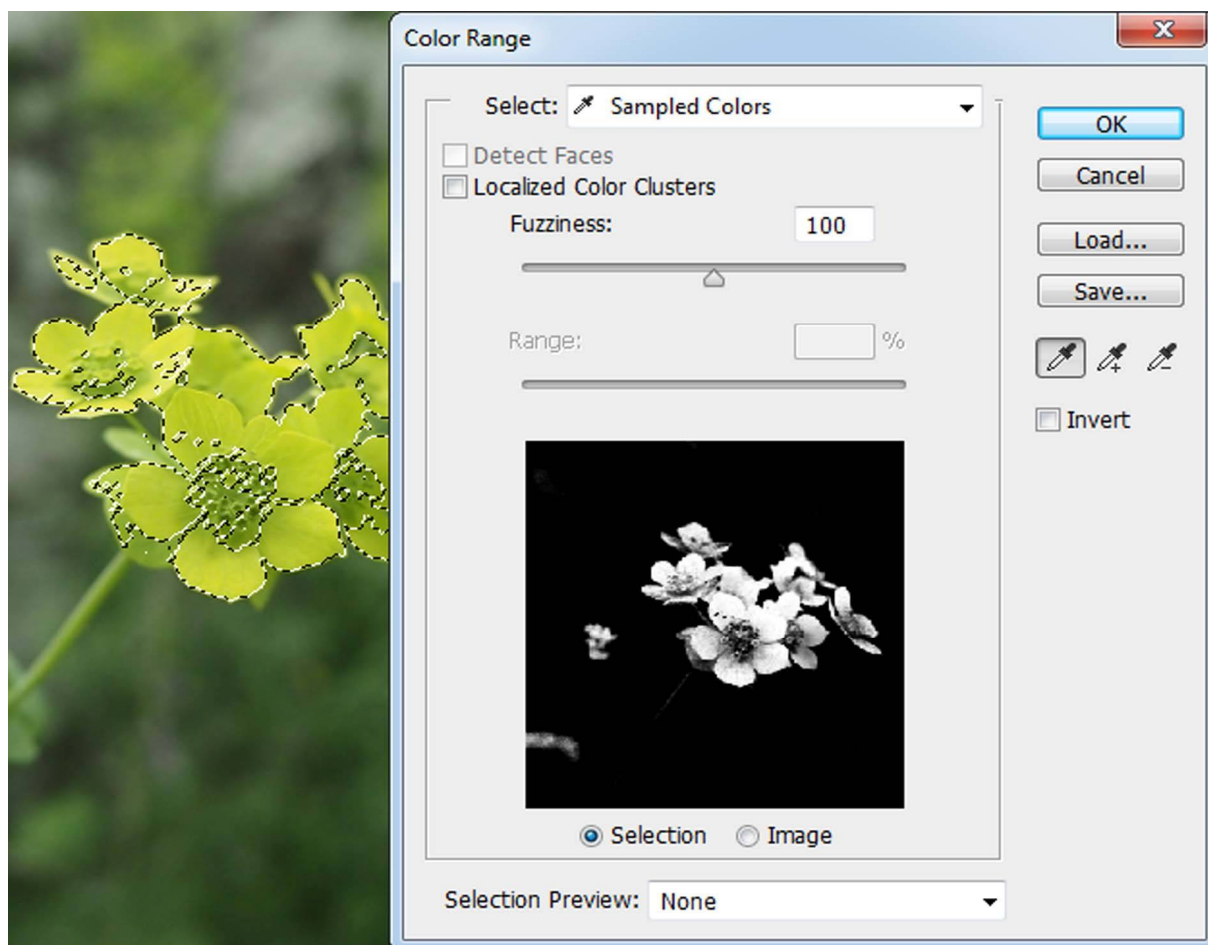 Color Range
Select: Sampled Colors
Detect Faces
Localized Color Clusters
Fuzziness: 100
Range: %
Selection Image
Selection Preview: None
OK
Cancel
Load...
Save...
Invert